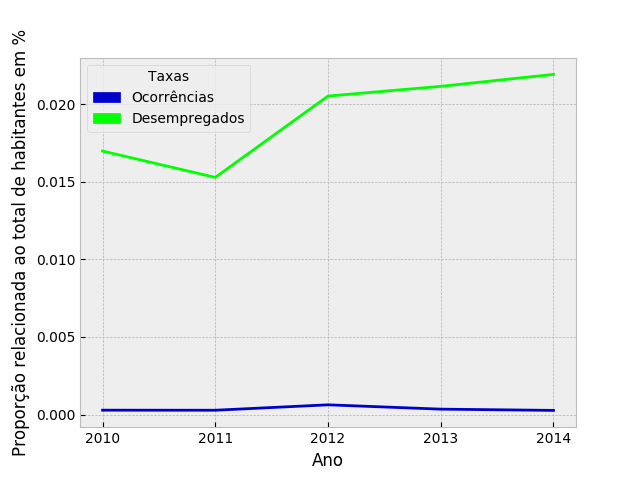 Proporção relacionada ao total de habitantes em %
Taxas
Ocorrências
Desempregados
0.020
0.015
0.010
0.005
0.000
2010 2011 2012 2013 2014
Ano